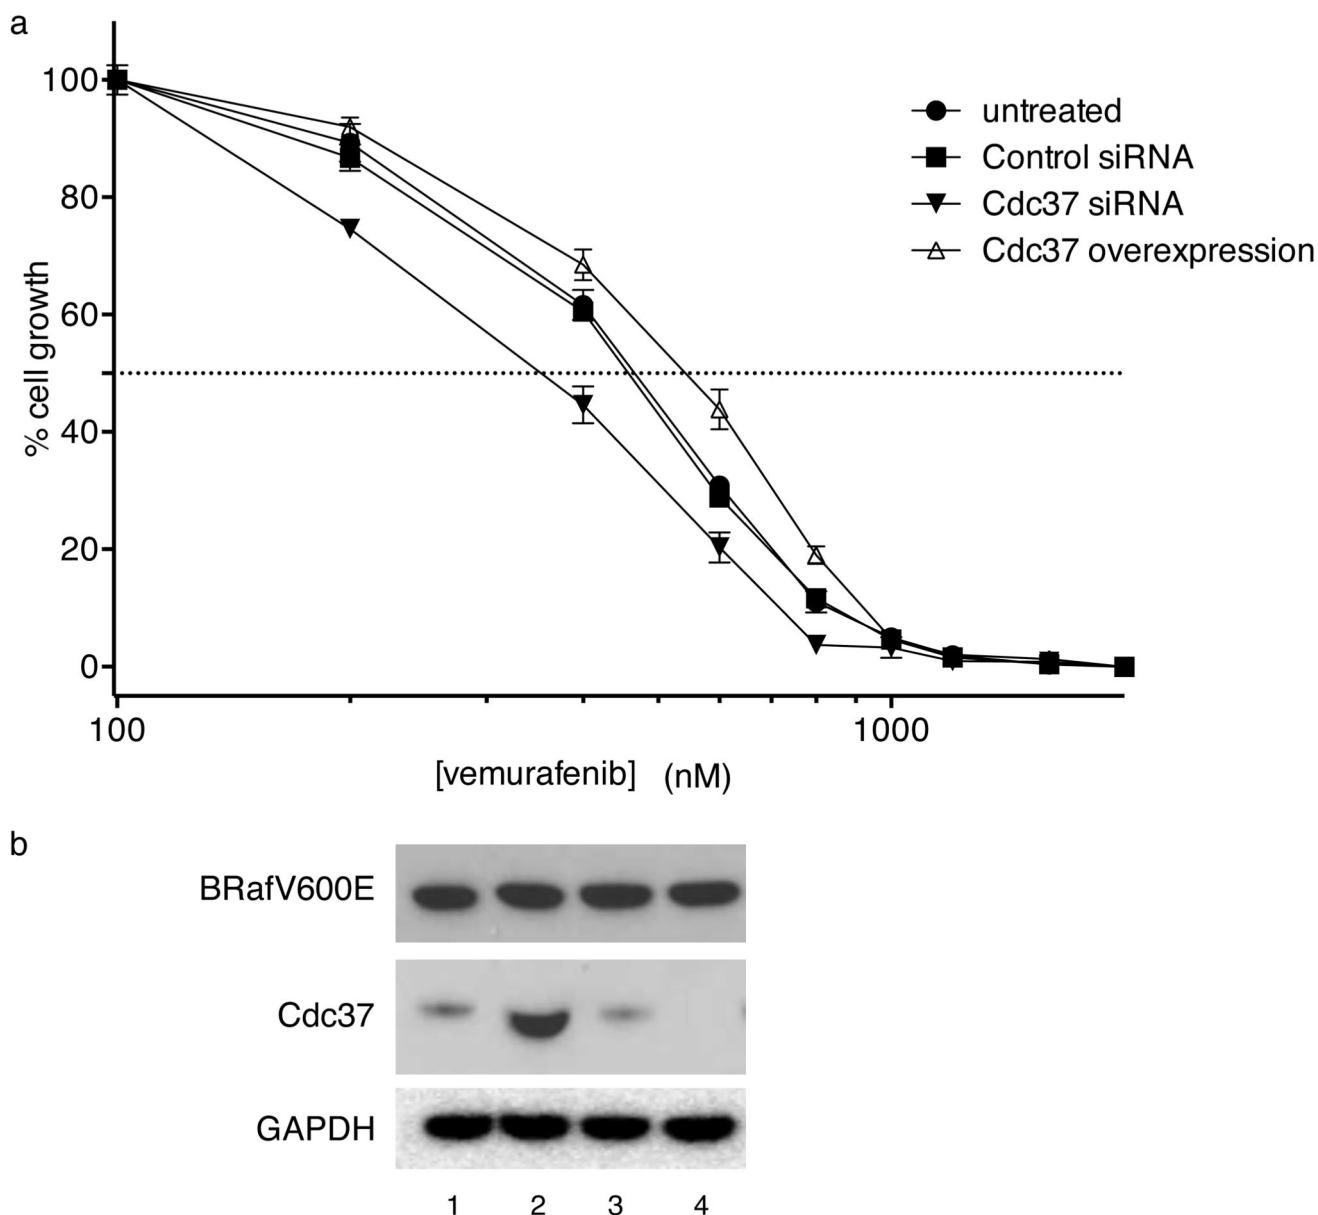 a
100
80
60
40
20
0
% cell growth
untreated
Control siRNA
Cdc37 siRNA
Cdc37 overexpression
100 1000
[vemurafenib] (nM)
b
BRafV600E
Cdc37
GAPDH
1 2 3 4